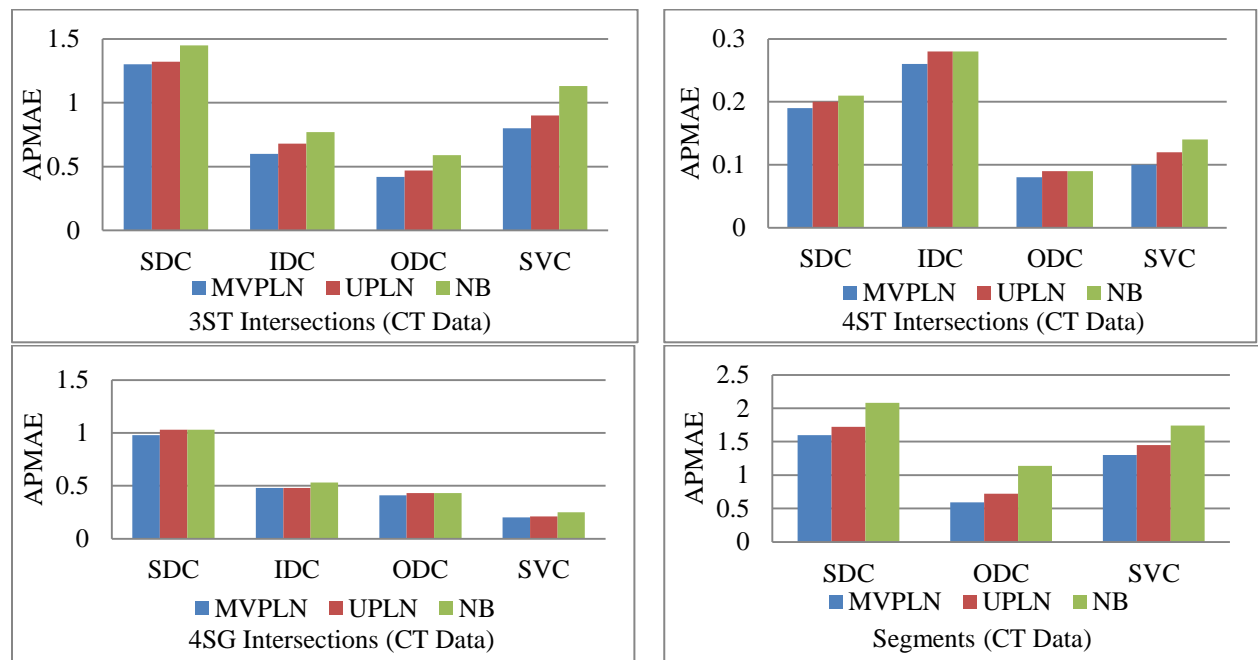 1.5
1
0.5
0
APMAE
SDC IDC ODC SVC
MVPLN UPLN NB
3ST Intersections (CT Data)
0.3
0.2
0.1
0
APMAE
SDC IDC ODC SVC
MVPLN UPLN NB
4ST Intersections (CT Data)
1.5
1
0.5
0
APMAE
SDC IDC ODC SVC
MVPLN UPLN NB
4SG Intersections (CT Data)
2.5
2
1.5
1
0.5
0
APMAE
SDC ODC SVC
MVPLN UPLN NB
Segments (CT Data)